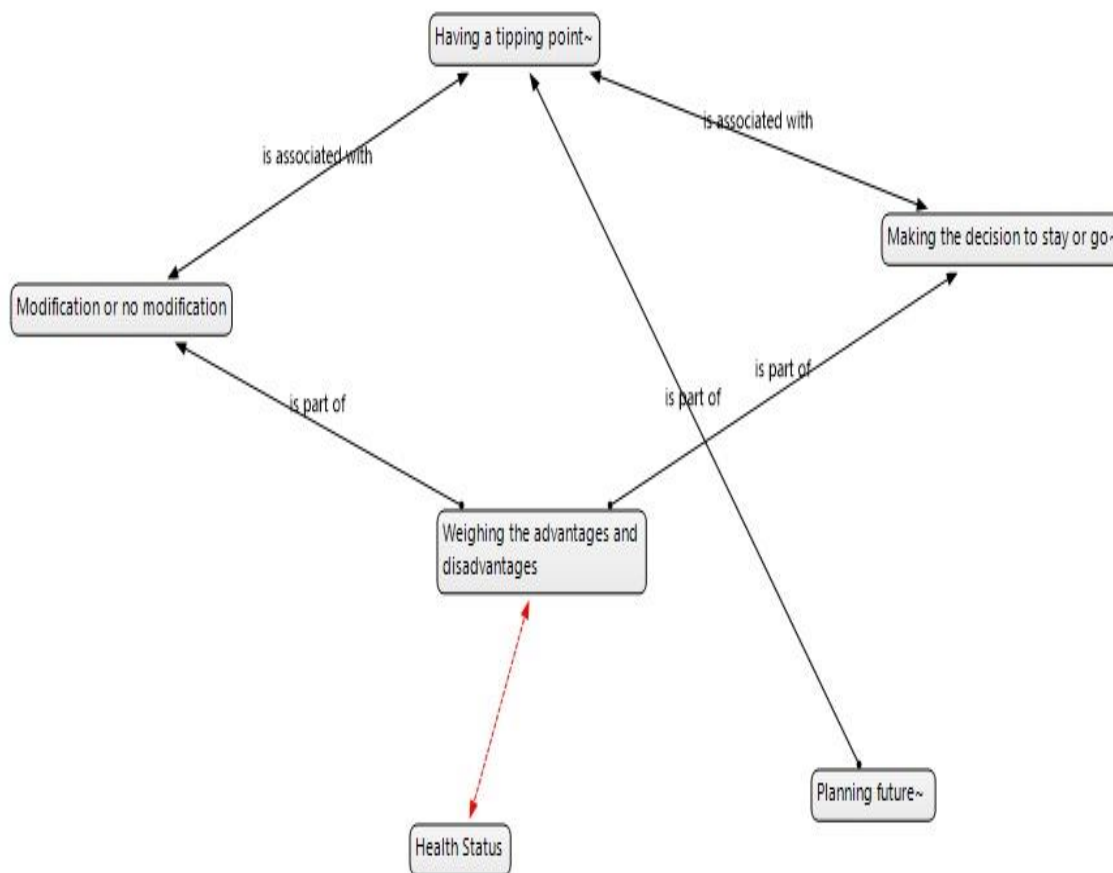 Having a tipping point~
is associated with
is associated with
Making the decision to stay or go~
Modification or no modification
is part of
is part of
is part of
Weighing the advantages and
disadvantages
Planning future~
Health Status